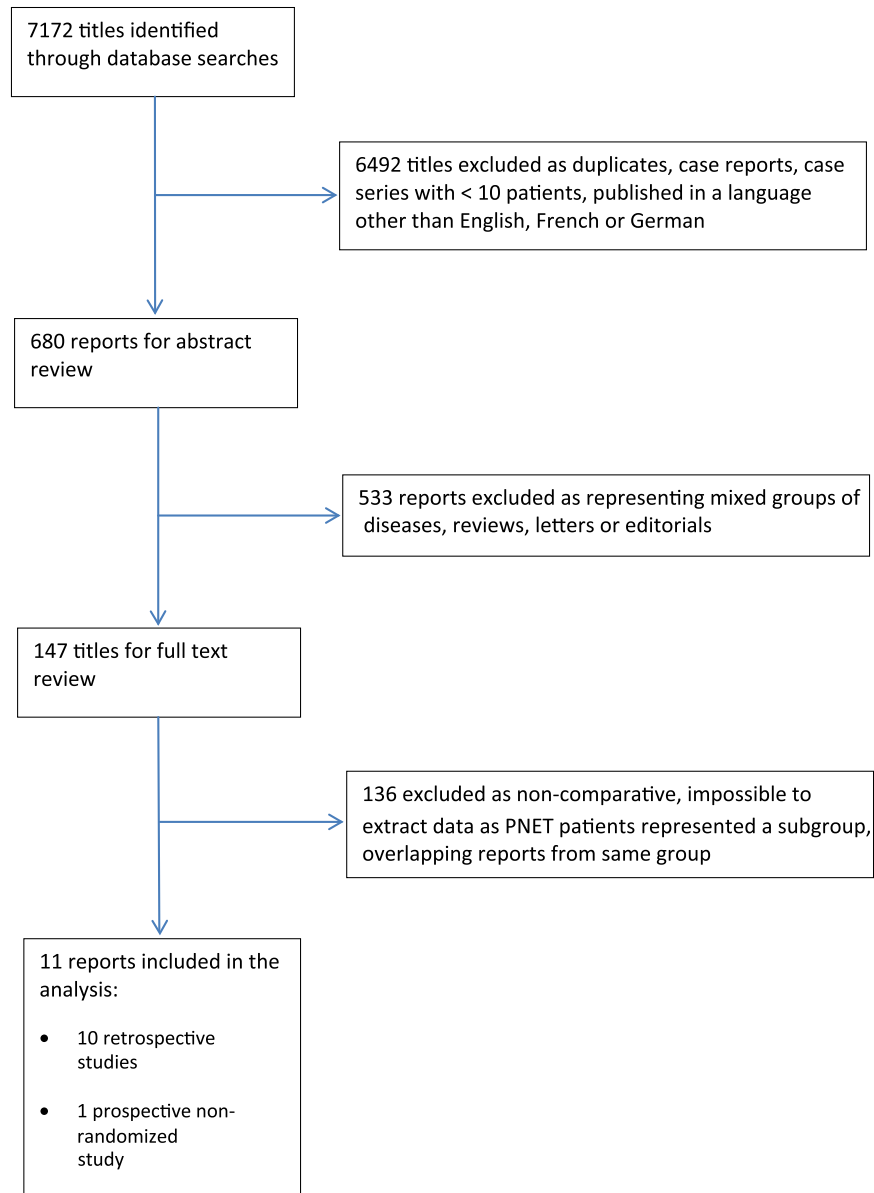 7172 titles identified
through database searches
6492 titles excluded as duplicates, case reports, case
series with < 10 patients, published in a language
other than English, French or German
680 reports for abstract
review
533 reports excluded as representing mixed groups of
diseases, reviews, letters or editorials
147 titles for full text
review
136 excluded as non-comparative, impossible to
extract data as PNET patients represented a subgroup,
overlapping reports from same group
11 reports included in the
analysis:
• 10 retrospective
studies
• 1 prospective non-
randomized
study